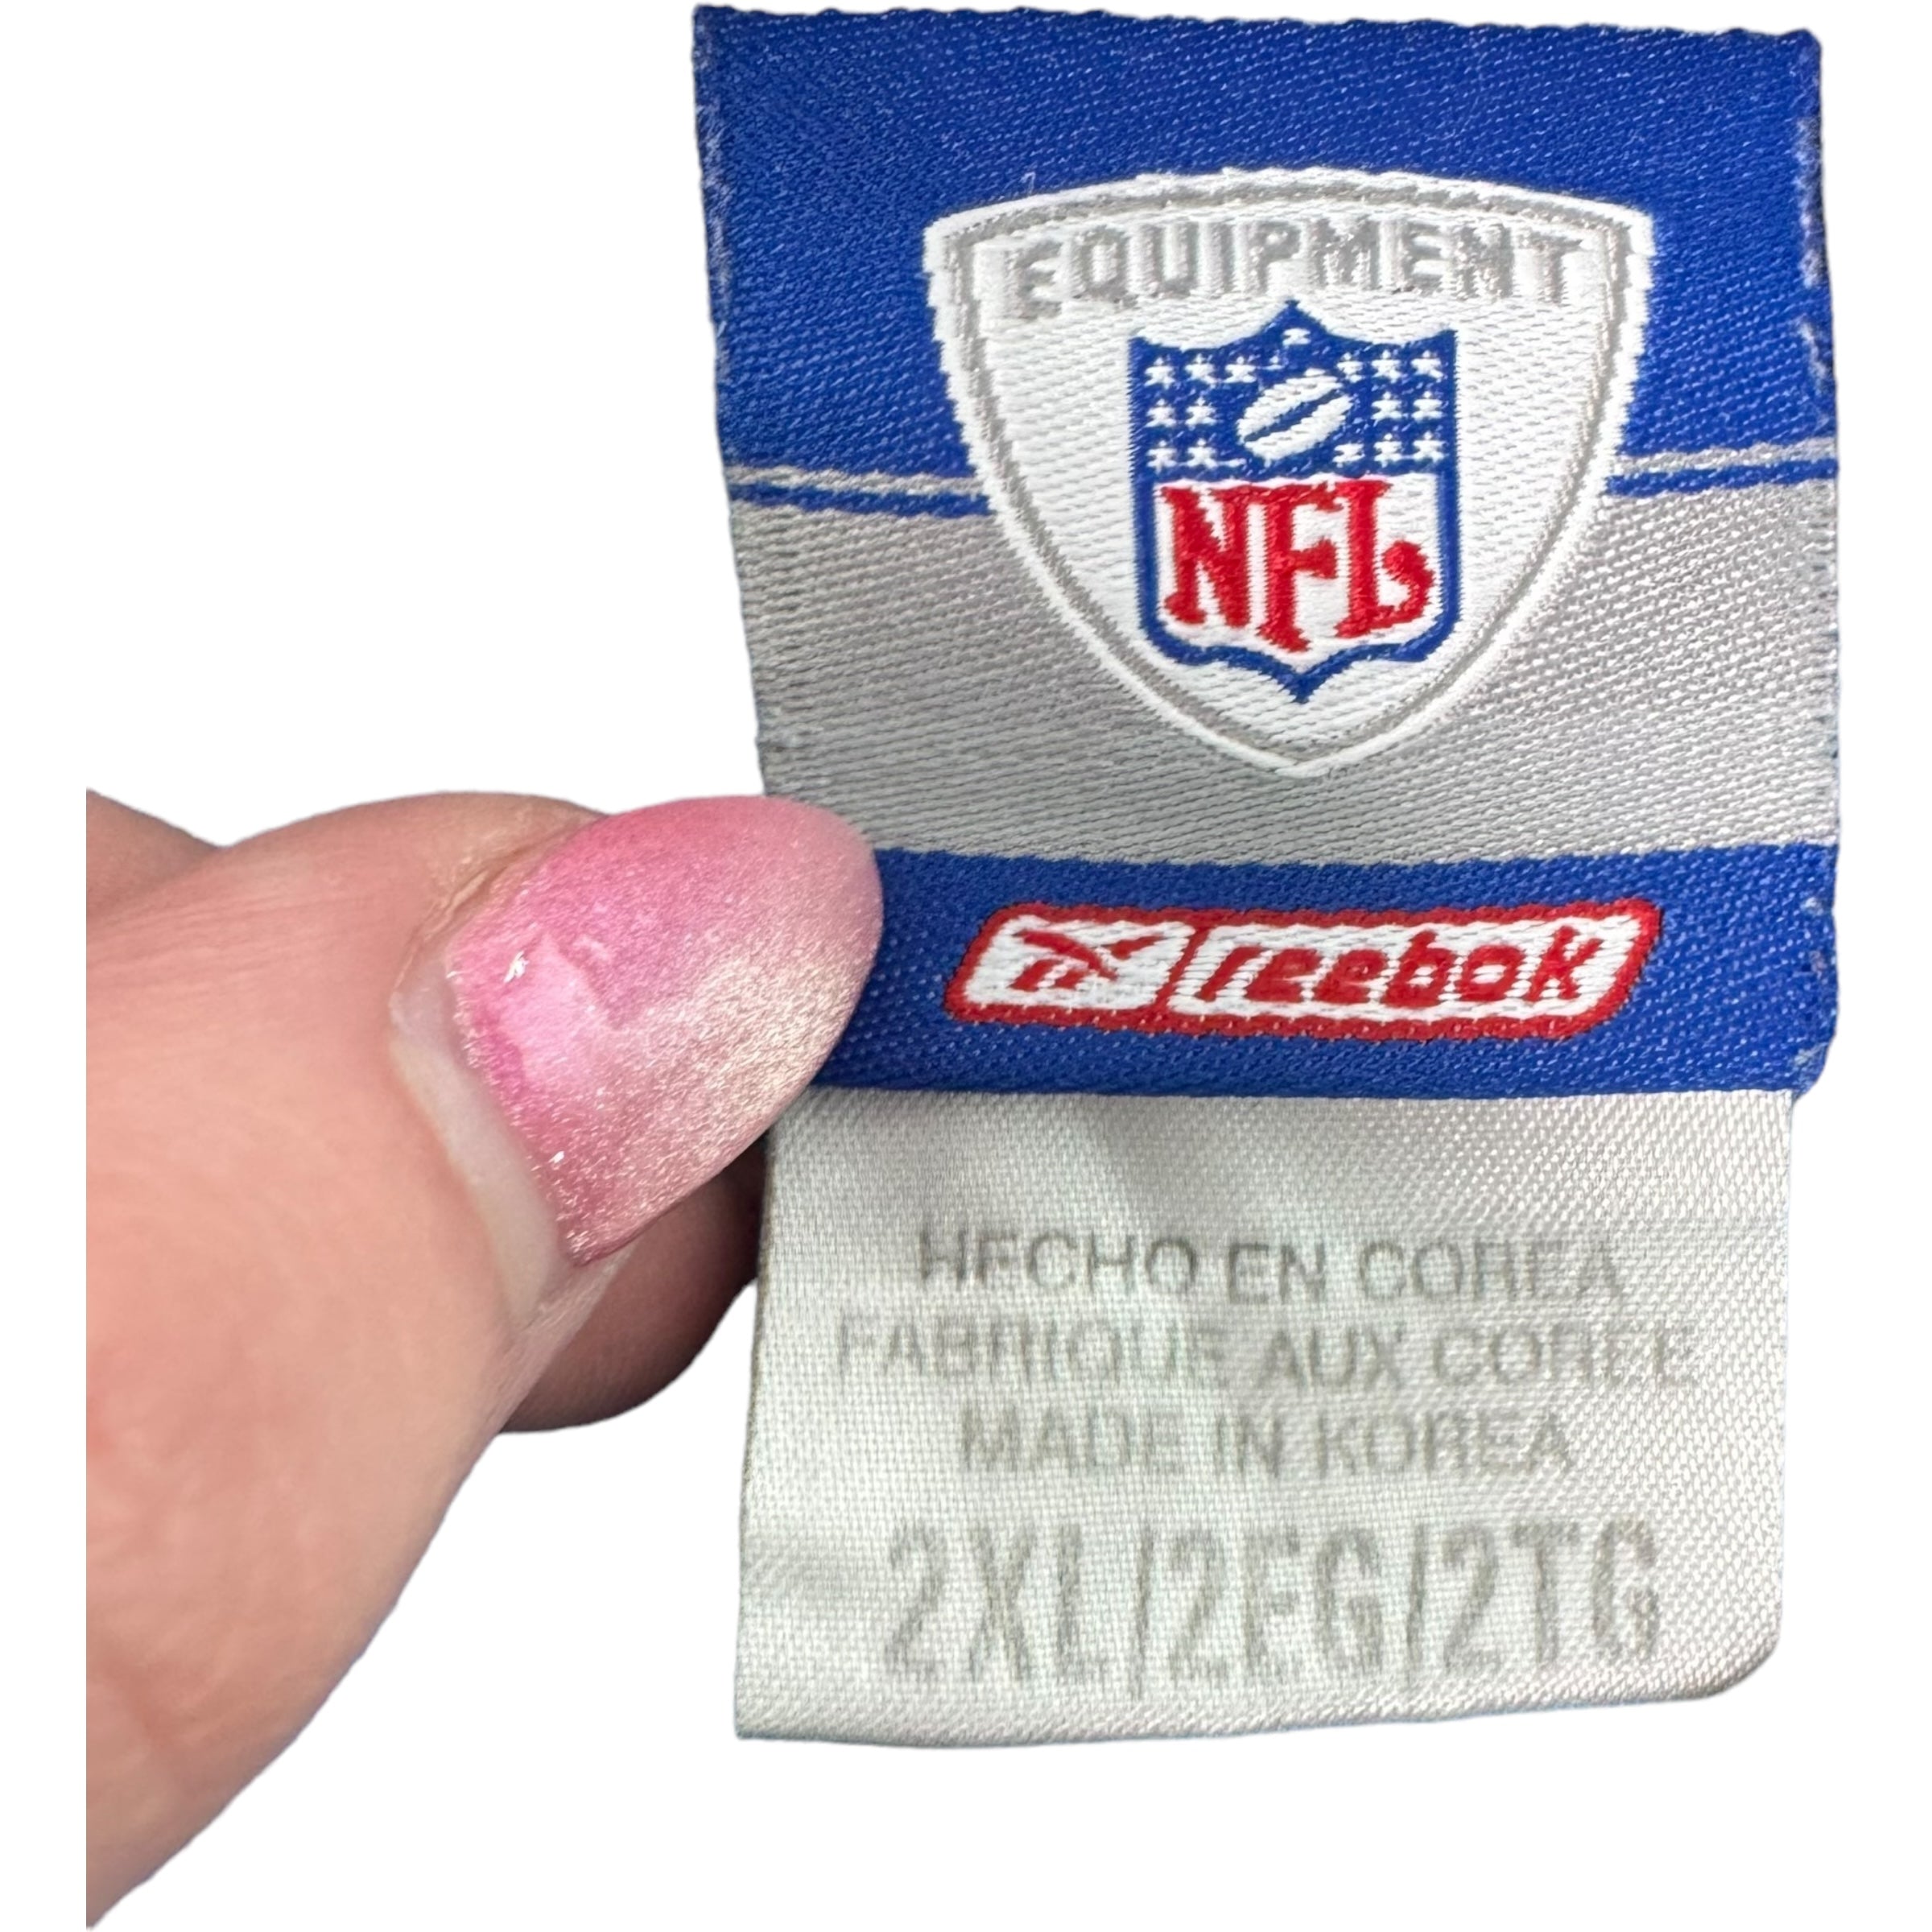 EQUIPMENT
NFL
reebok
HECHO EN COREA
FABRIQUE AUX COREE
MADE IN KOREA
2XL/2EG/2TG